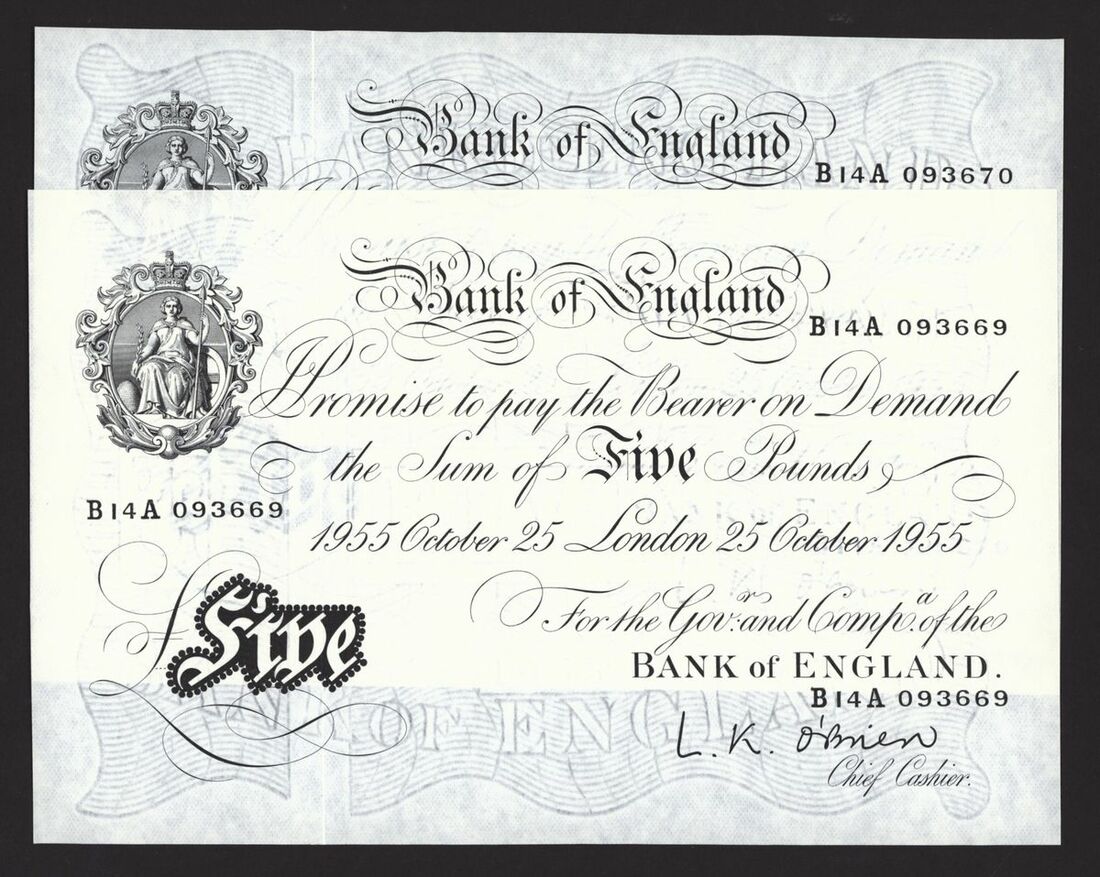 Bank of England
B14A 093670
Bank of England
B14A 093669
I Promise to pay the Bearer on Demand
the Sum of Five Pounds
B14A 093669
1955 October 25 London 25 October 1955
£Five
For the Gov.r and Comp.a of the
BANK of ENGLAND.
B14A 093669
L. K. O'Brien
Chief Cashier.